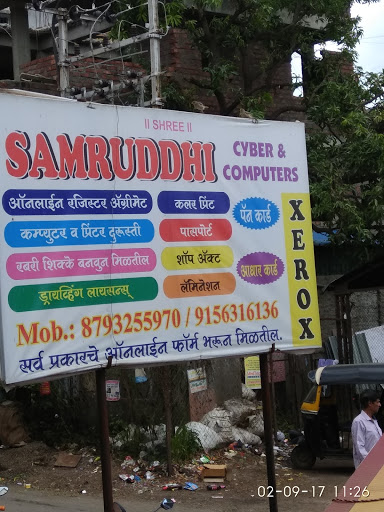 ॥ SHREE ॥
SAMRUDDHI CYBER & COMPUTERS
ऑनलाईन रजिस्टर ॲग्रीमेंट
कलर प्रिंट
पॅन कार्ड
कम्प्युटर व प्रिंटर दुरूस्ती
पासपोर्ट
रबरी शिक्के बनवुन मिळतील
शॉप ॲक्ट
आधार कार्ड
ड्रायव्हिंग लायसन्स्
लॅमिनेशन
XEROX
Mob.: 8793255970 / 9156316136
सर्व प्रकारचे ऑनलाईन फॉर्म भरून मिळतील.
02-09-17 11:26